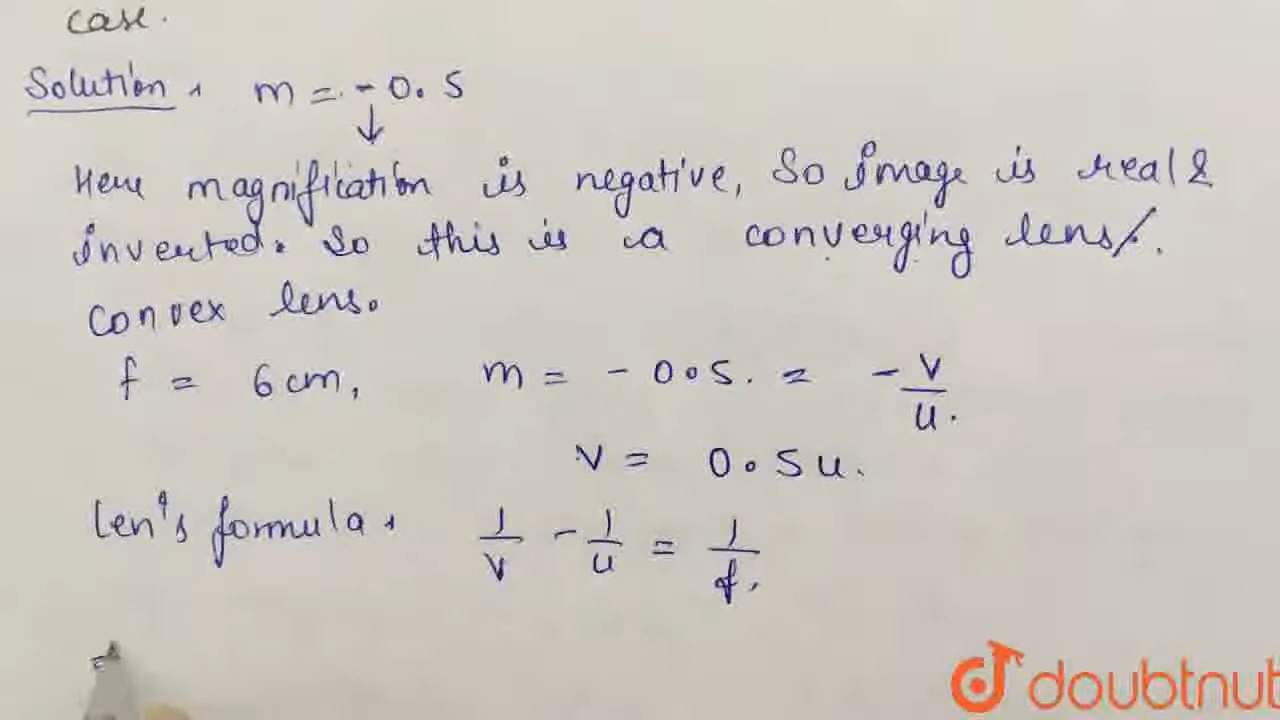 case.
Solution, m = - 0.5
↓
Here magnification is negative, So image is real &
inverted. So this is a converging lens/.
convex lens.
f = 6 cm, m = - 0.5. = - v/u.
v = 0.5 u.
Len's formula, 1/v - 1/u = 1/f.
doubtnut